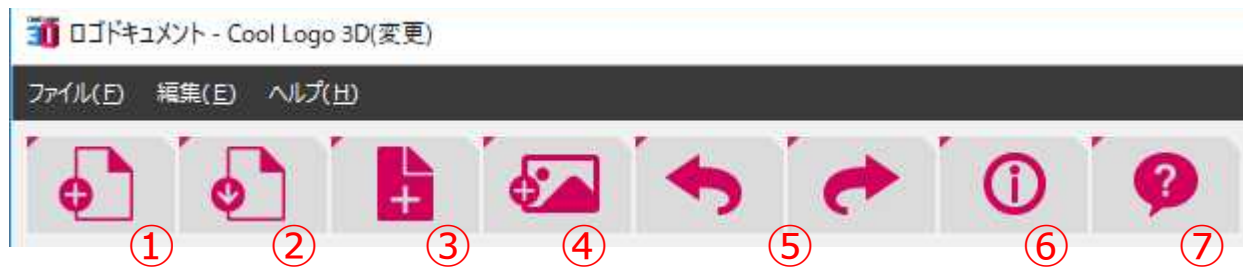 ロゴドキュメント - Cool Logo 3D(変更)
ファイル(F) 編集(E) ヘルプ(H)
① ② ③ ④ ⑤ ⑥ ⑦